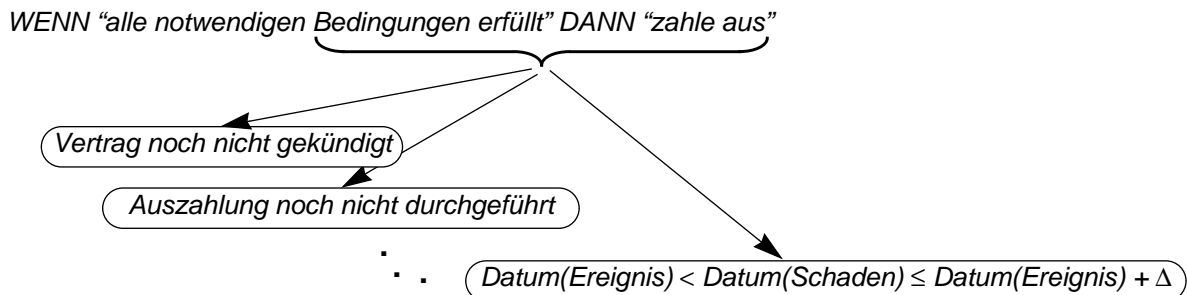 WENN “alle notwendigen Bedingungen erfüllt” DANN “zahle aus”
Vertrag noch nicht gekündigt
Auszahlung noch nicht durchgeführt
Datum(Ereignis) < Datum(Schaden) ≤ Datum(Ereignis) + Δ